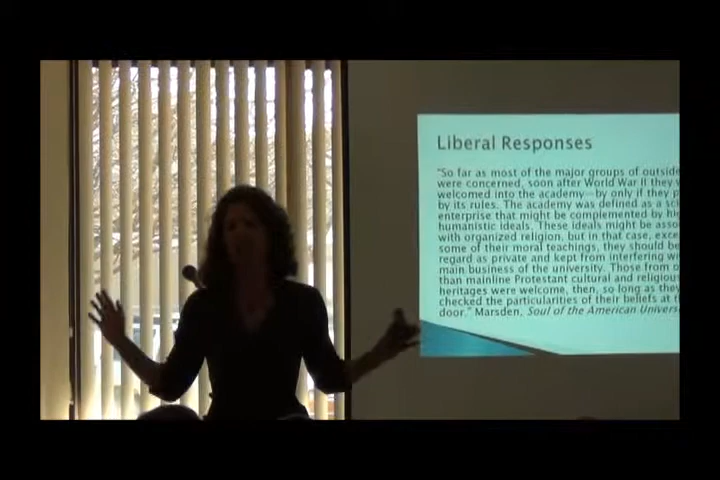 Liberal Responses
"So far as most of the major groups of outside
were concerned, soon after World War II they
welcomed into the academy—by only if they
by its rules. The academy was defined as a
enterprise that might be complemented by
humanistic ideals. These ideals might be
with organized religion, but in that case,
some of their moral teachings, they should be
regard as private and kept from interfering
main business of the university. Those from
than mainline Protestant cultural and
heritages were welcome, then, so long as they
checked the particularities of their beliefs at
door." Marsden, Soul of the American